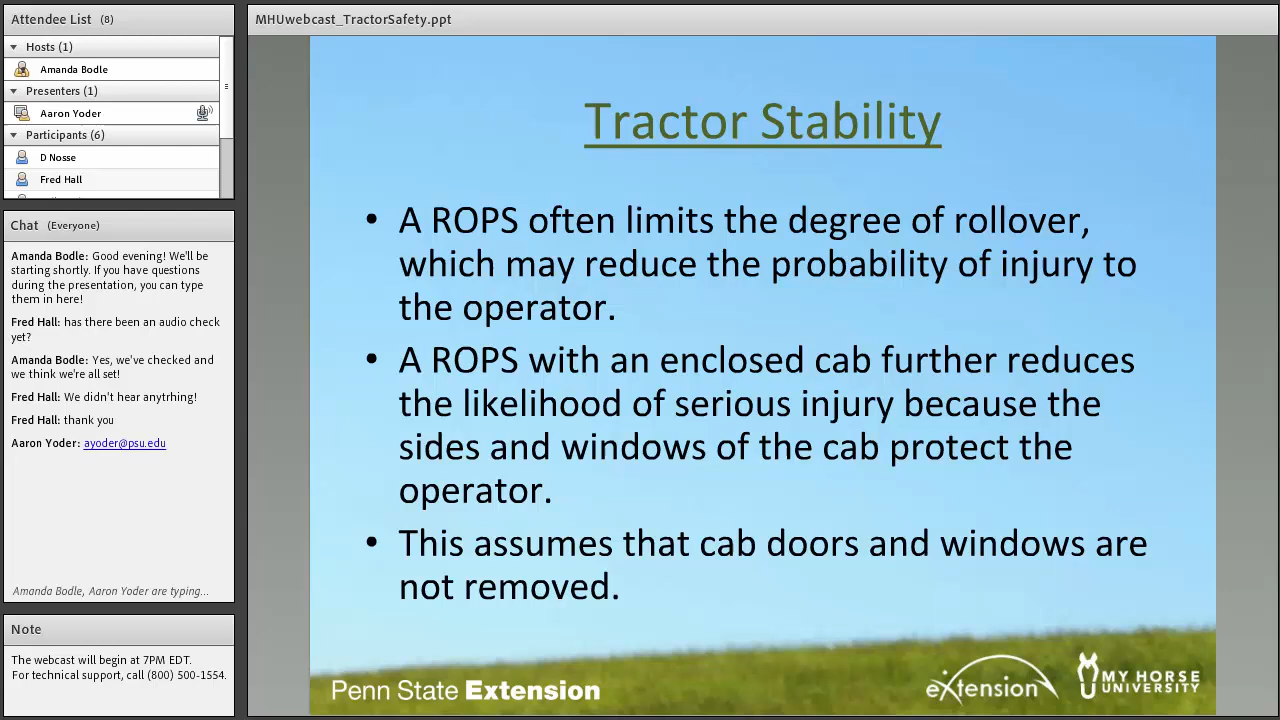 Attendee List (8)
Hosts (1)
Amanda Bodle
Presenters (1)
Aaron Yoder
Participants (6)
D Nosse
Fred Hall
Chat (Everyone)
Amanda Bodle: Good evening! We'll be
starting shortly. If you have questions
during the presentation, you can type
them in here!
Fred Hall: has there been an audio check
yet?
Amanda Bodle: Yes, we've checked and
we think we're all set!
Fred Hall: We didn't hear anytrhing!
Fred Hall: thank you
Aaron Yoder: ayoder@psu.edu
Amanda Bodle, Aaron Yoder are typing...
Note
The webcast will begin at 7PM EDT.
For technical support, call (800) 500-1554.
MHUwebcast_TractorSafety.ppt
Tractor Stability
• A ROPS often limits the degree of rollover,
which may reduce the probability of injury to
the operator.
• A ROPS with an enclosed cab further reduces
the likelihood of serious injury because the
sides and windows of the cab protect the
operator.
• This assumes that cab doors and windows are
not removed.
Penn State Extension
eXtension
MY HORSE
UNIVERSITY